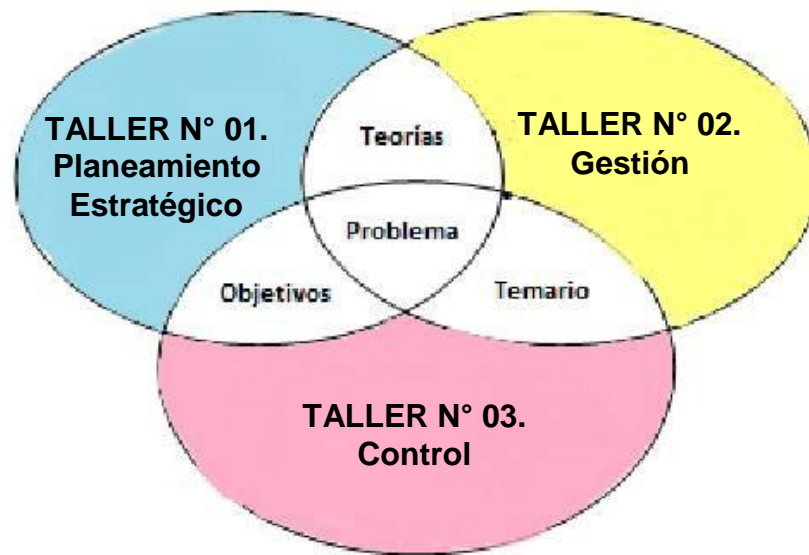 TALLER N° 01.
Planeamiento
Estratégico
Teorías
TALLER N° 02.
Gestión
Problema
Objetivos
Temario
TALLER N° 03.
Control